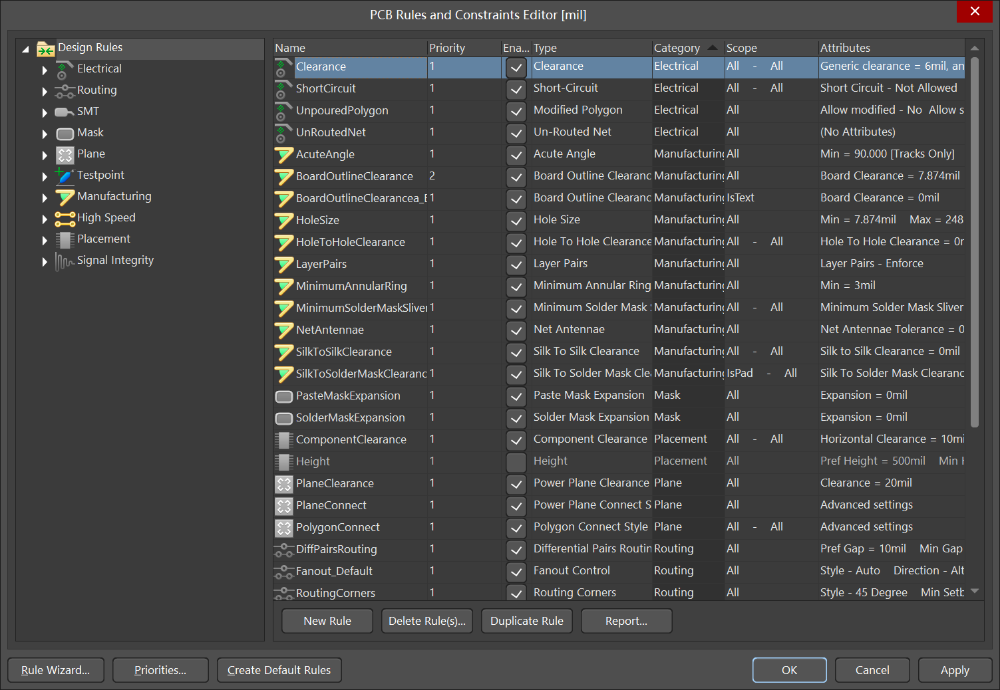 PCB Rules and Constraints Editor [mil]
Design Rules
Electrical
Routing
SMT
Mask
Plane
Testpoint
Manufacturing
High Speed
Placement
Signal Integrity
Name Priority Ena... Type Category Scope Attributes
Clearance 1 Clearance Electrical All - All Generic clearance = 6mil, an
ShortCircuit 1 Short-Circuit Electrical All - All Short Circuit - Not Allowed
UnpouredPolygon 1 Modified Polygon Electrical All Allow modified - No Allow s
UnRoutedNet 1 Un-Routed Net Electrical All (No Attributes)
AcuteAngle 1 Acute Angle Manufacturing All Min = 90.000 [Tracks Only]
BoardOutlineClearance 2 Board Outline Clearanc Manufacturing All Board Clearance = 7.874mil
BoardOutlineClearancea_E 1 Board Outline Clearanc Manufacturing IsText Board Clearance = 0mil
HoleSize 1 Hole Size Manufacturing All Min = 7.874mil Max = 248
HoleToHoleClearance 1 Hole To Hole Clearance Manufacturing All - All Hole To Hole Clearance = 0r
LayerPairs 1 Layer Pairs Manufacturing All Layer Pairs - Enforce
MinimumAnnularRing 1 Minimum Annular Ring Manufacturing All Min = 3mil
MinimumSolderMaskSliver 1 Minimum Solder Mask Manufacturing All - All Minimum Solder Mask Sliver
NetAntennae 1 Net Antennae Manufacturing All Net Antennae Tolerance = 0
SilkToSilkClearance 1 Silk To Silk Clearance Manufacturing All - All Silk to Silk Clearance = 0mil
SilkToSolderMaskClearanc 1 Silk To Solder Mask Cle Manufacturing IsPad - All Silk To Solder Mask Clearanc
PasteMaskExpansion 1 Paste Mask Expansion Mask All Expansion = 0mil
SolderMaskExpansion 1 Solder Mask Expansion Mask All Expansion = 0mil
ComponentClearance 1 Component Clearance Placement All - All Horizontal Clearance = 10mi
Height 1 Height Placement All Pref Height = 500mil Min H
PlaneClearance 1 Power Plane Clearance Plane All Clearance = 20mil
PlaneConnect 1 Power Plane Connect S Plane All Advanced settings
PolygonConnect 1 Polygon Connect Style Plane All - All Advanced settings
DiffPairsRouting 1 Differential Pairs Routin Routing All Pref Gap = 10mil Min Gap
Fanout_Default 1 Fanout Control Routing All Style - Auto Direction - Alt
RoutingCorners 1 Routing Corners Routing All Style - 45 Degree Min Setb
New Rule Delete Rule(s)... Duplicate Rule Report...
Rule Wizard... Priorities... Create Default Rules OK Cancel Apply